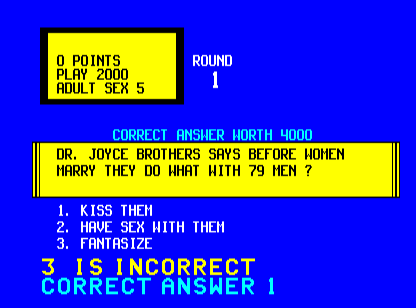 0 POINTS
PLAY 2000
ADULT SEX 5
ROUND
1
CORRECT ANSWER WORTH 4000
DR. JOYCE BROTHERS SAYS BEFORE WOMEN
MARRY THEY DO WHAT WITH 79 MEN ?
1. KISS THEM
2. HAVE SEX WITH THEM
3. FANTASIZE
3 IS INCORRECT
CORRECT ANSWER 1